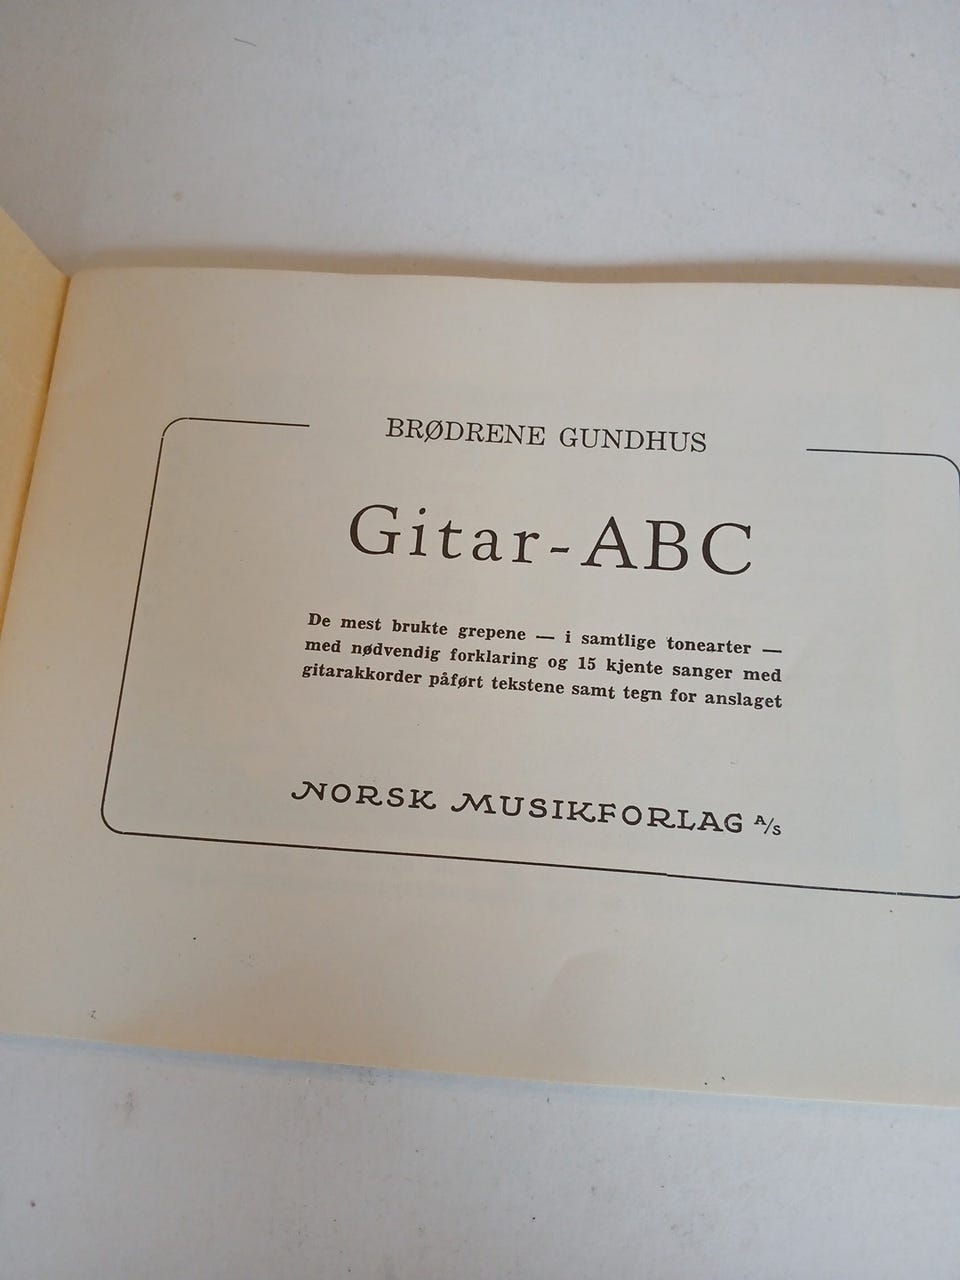 BRØDRENE GUNDHUS
Gitar-ABC
De mest brukte grepene — i samtlige tonearter —
med nødvendig forklaring og 15 kjente sanger med
gitarakkorder påført tekstene samt tegn for anslaget
NORSK MUSIKFORLAG A/S